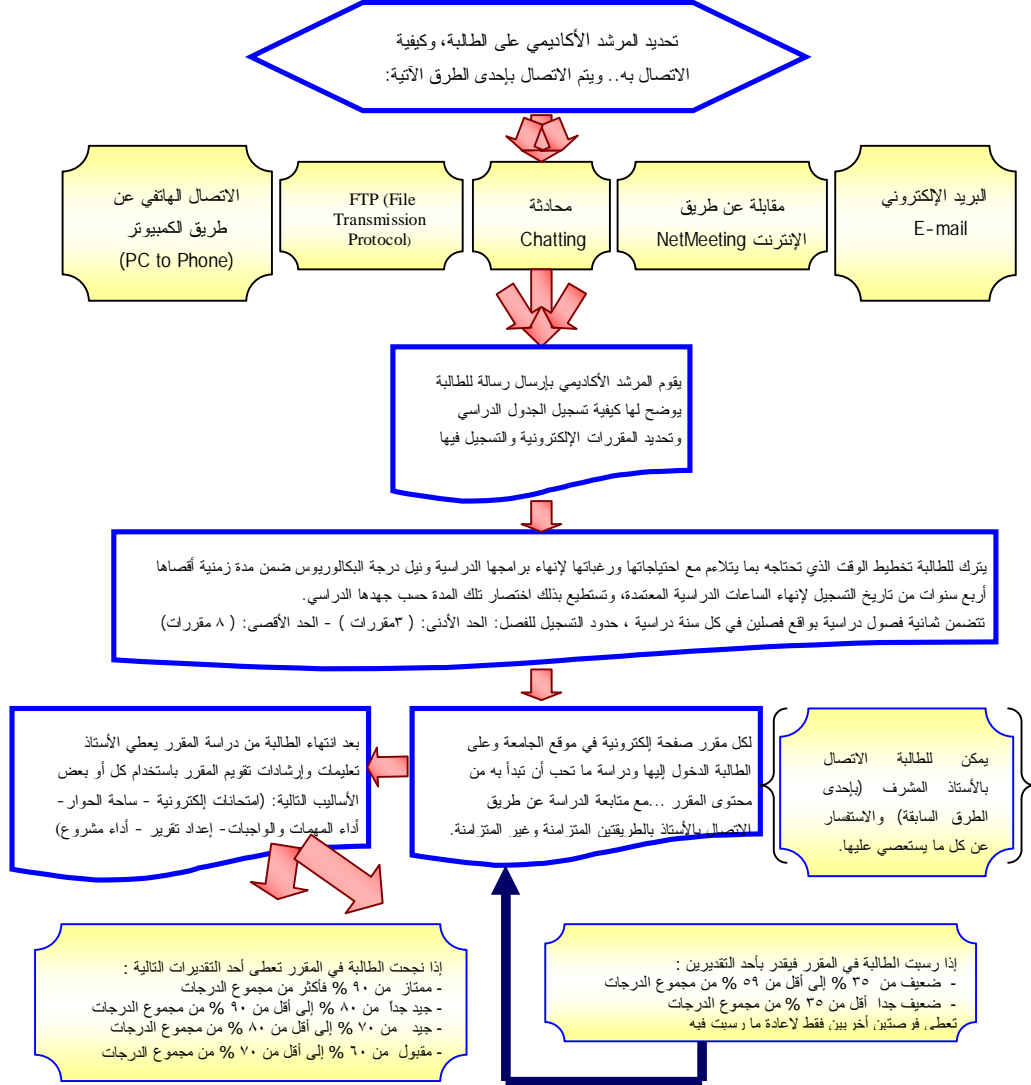 تحديد المرشد الأكاديمي على الطالبة، وكيفية
الاتصال به.. ويتم الاتصال بإحدى الطرق الآتية:
البريد الإلكتروني
E-mail
مقابلة عن طريق
الإنترنت NetMeeting
محادثة
Chatting
FTP (File
Transmission
Protocol)
الاتصال الهاتفي عن
طريق الكمبيوتر
(PC to Phone)
يقوم المرشد الأكاديمي بإرسال رسالة للطالبة
يوضح لها كيفية تسجيل الجدول الدراسي
وتحديد المقررات الإلكترونية والتسجيل فيها
يترك للطالبة تخطيط الوقت الذي تحتاجه بما يتلاءم مع احتياجاتها ورغباتها لإنهاء برامجها الدراسية ونيل درجة البكالوريوس ضمن مدة زمنية أقصاها
أربع سنوات من تاريخ التسجيل لإنهاء الساعات الدراسية المعتمدة، وتستطيع بذلك اختصار تلك المدة حسب جهدها الدراسي.
تتضمن ثمانية فصول دراسية بواقع فصلين في كل سنة دراسية ، حدود التسجيل للفصل: الحد الأدنى: ( ٣مقررات ) - الحد الأقصى: ( ٨ مقررات)
يمكن للطالبة الاتصال
بالأستاذ المشرف (بإحدى
الطرق السابقة) والاستفسار
عن كل ما يستعصي عليها.
لكل مقرر صفحة إلكترونية في موقع الجامعة وعلى
الطالبة الدخول إليها ودراسة ما تحب أن تبدأ به من
محتوى المقرر ...مع متابعة الدراسة عن طريق
الاتصال بالأستاذ بالطريقتين المتزامنة وغير المتزامنة.
بعد انتهاء الطالبة من دراسة المقرر يعطي الأستاذ
تعليمات وإرشادات تقويم المقرر باستخدام كل أو بعض
الأساليب التالية: (امتحانات إلكترونية - ساحة الحوار -
أداء المهمات والواجبات- إعداد تقرير - أداء مشروع)
إذا رسبت الطالبة في المقرر فيقدر بأحد التقديرين :
- ضعيف من ٣٥ % إلى أقل من ٥٩ % من مجموع الدرجات
- ضعيف جدا أقل من ٣٥ % من مجموع الدرجات
تعطى فرصتين أخريين فقط لاعادة ما رسبت فيه
إذا نجحت الطالبة في المقرر تعطى أحد التقديرات التالية :
- ممتاز من ٩٠ % فأكثر من مجموع الدرجات
- جيد جداً من ٨٠ % إلى أقل من ٩٠ % من مجموع الدرجات
- جيد من ٧٠ % إلى أقل من ٨٠ % من مجموع الدرجات
- مقبول من ٦٠ % إلى أقل من ٧٠ % من مجموع الدرجات